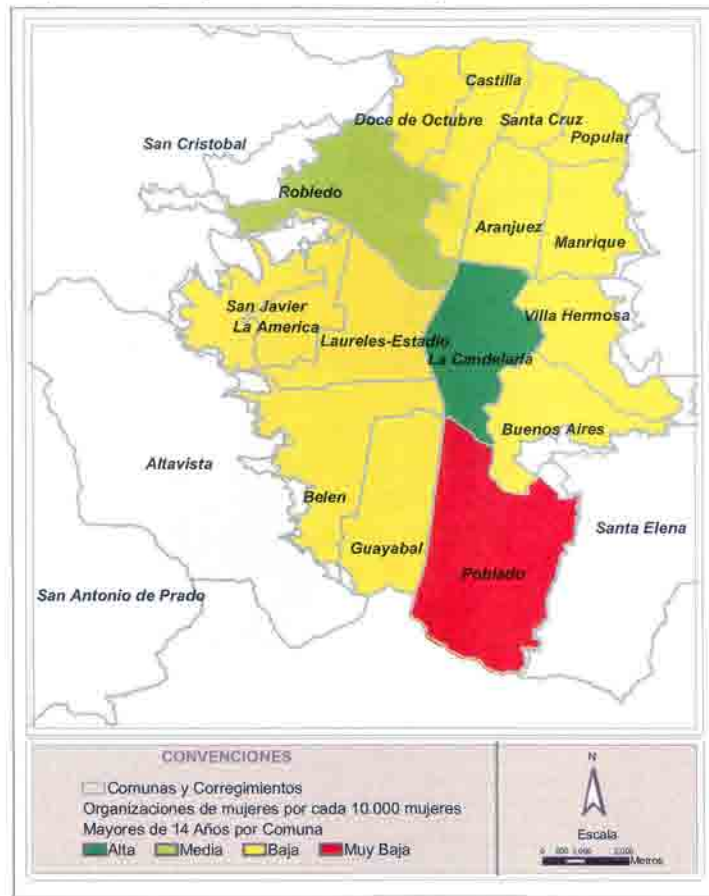 Castilla
Doce de Octubre
Santa Cruz
San Cristobal
Popular
Robledo
Aranjuez
Manrique
San Javier
Villa Hermosa
La America
Laureles-Estadio
La Candelaria
Buenos Aires
Altavista
Belen
Santa Elena
Guayabal
Poblado
San Antonio de Prado
CONVENCIONES
Comunas y Corregimientos
Organizaciones de mujeres por cada 10.000 mujeres
Mayores de 14 Años por Comuna
Alta Media Baja Muy Baja
N
Escala
Metros